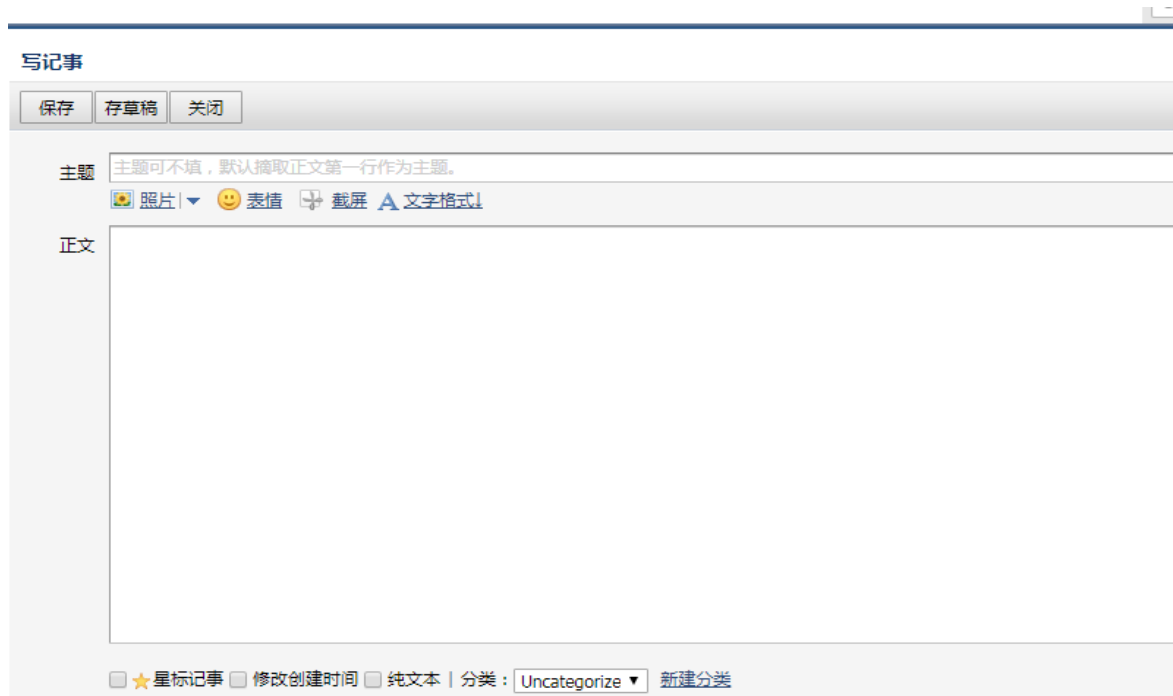 写记事
保存 存草稿 关闭
主题 主题可不填，默认摘取正文第一行作为主题。
照片 表情 截屏 A 文字格式↓
正文
星标记事 修改创建时间 纯文本 | 分类： Uncategorize 新建分类